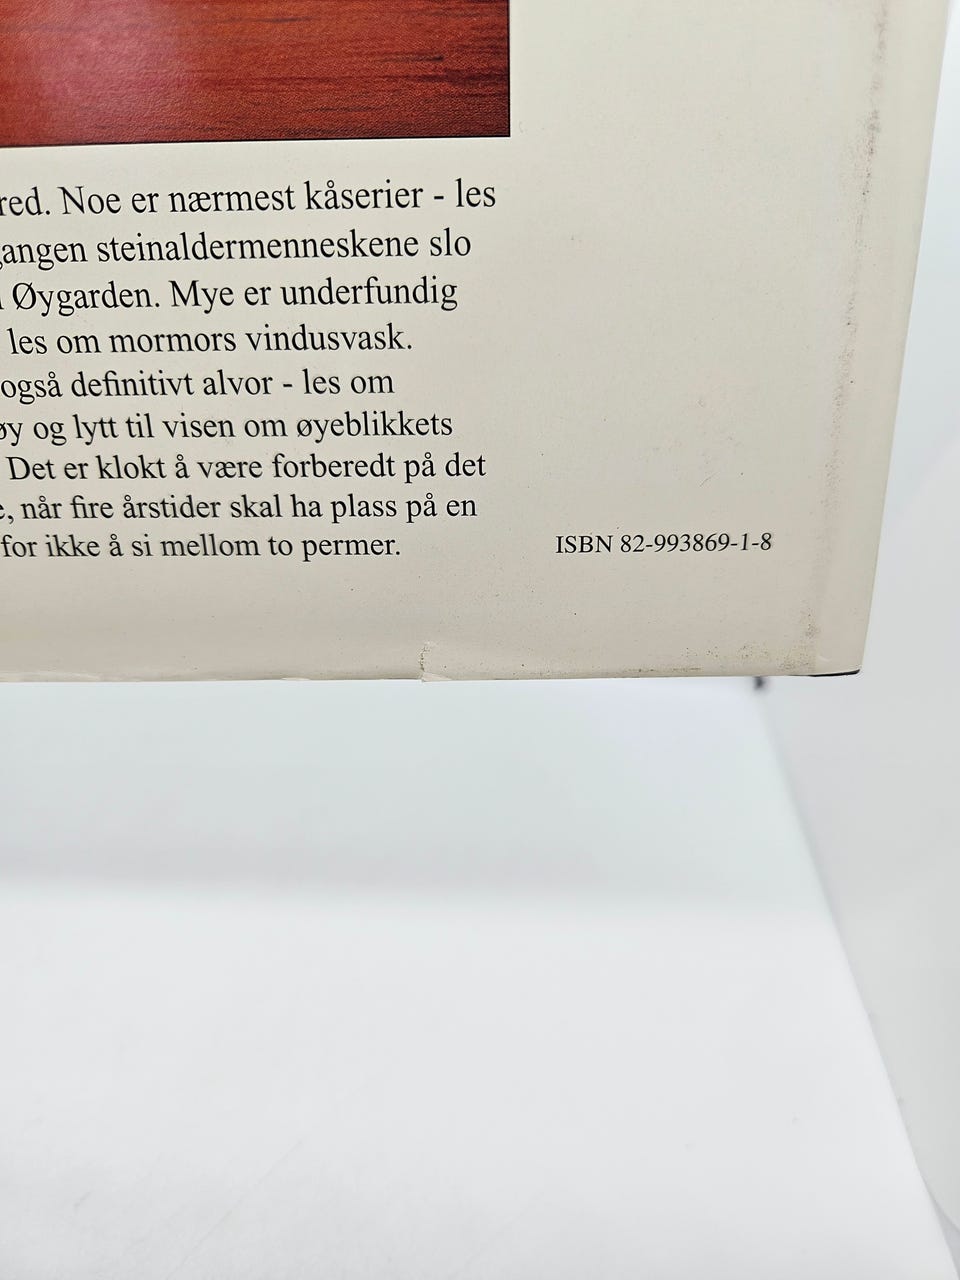 red. Noe er nærmest kåserier - les
gangen steinaldermenneskene slo
Øygarden. Mye er underfundig
les om mormors vindusvask.
også definitivt alvor - les om
øy og lytt til visen om øyeblikkets
Det er klokt å være forberedt på det
e, når fire årstider skal ha plass på en
for ikke å si mellom to permer.
ISBN 82-993869-1-8